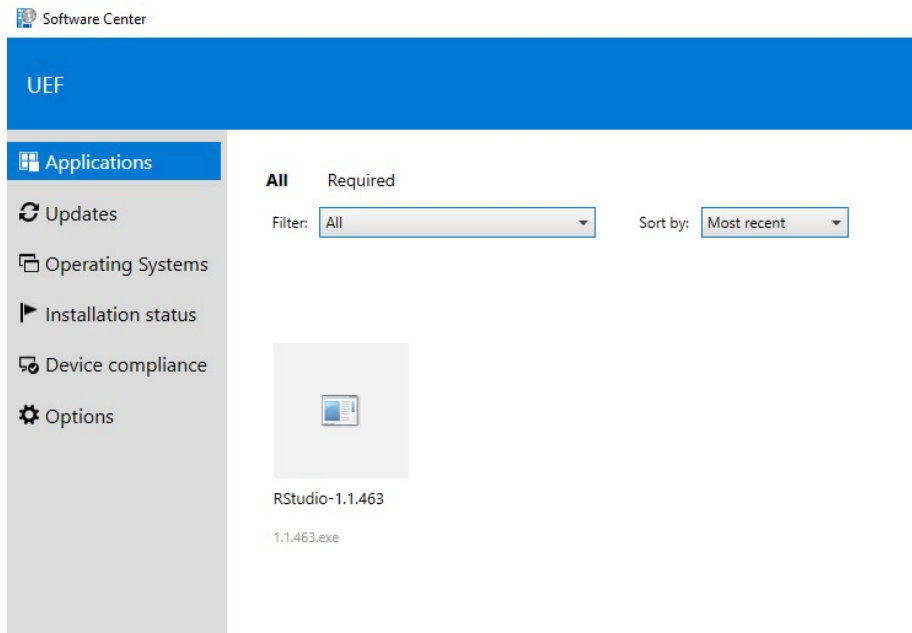 Software Center
UEF
Applications
Updates
Operating Systems
Installation status
Device compliance
Options
All Required
Filter: All Sort by: Most recent
RStudio-1.1.463
1.1.463.exe